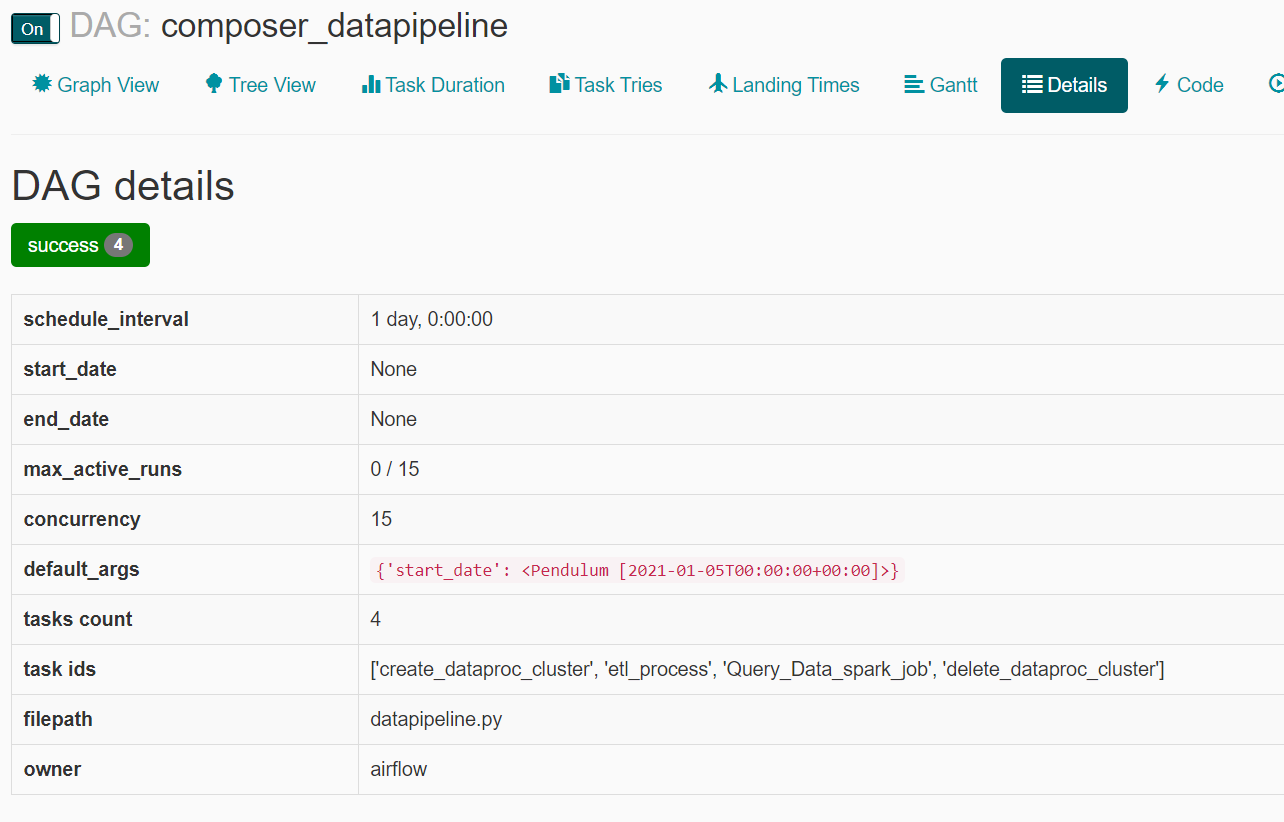 On DAG: composer_datapipeline
Graph View Tree View Task Duration Task Tries Landing Times Gantt Details Code
DAG details
success 4
schedule_interval 1 day, 0:00:00
start_date None
end_date None
max_active_runs 0 / 15
concurrency 15
default_args {'start_date': <Pendulum [2021-01-05T00:00:00+00:00]>}
tasks count 4
task ids ['create_dataproc_cluster', 'etl_process', 'Query_Data_spark_job', 'delete_dataproc_cluster']
filepath datapipeline.py
owner airflow